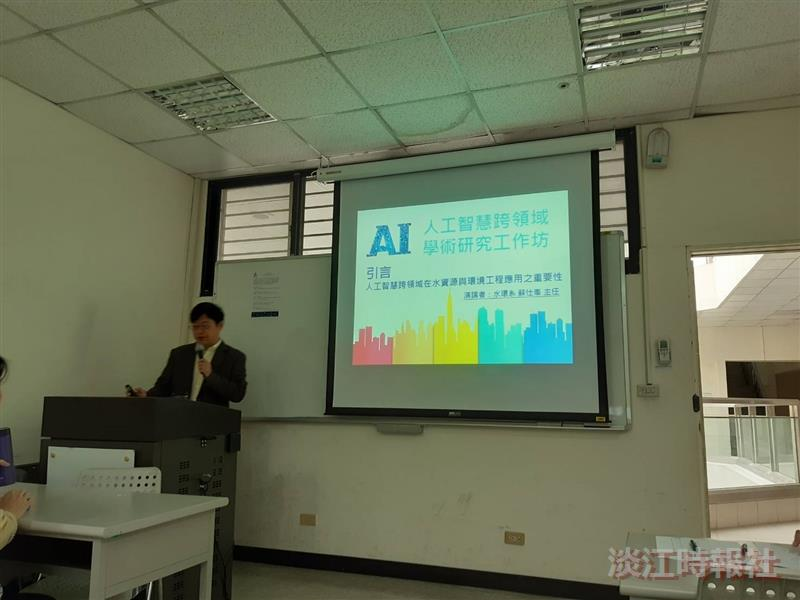 AI
人工智慧跨領域
學術研究工作坊
引言
人工智慧跨領域在水資源與環境工程應用之重要性
演講者：水環系 蘇仕峯 主任
淡江時報社